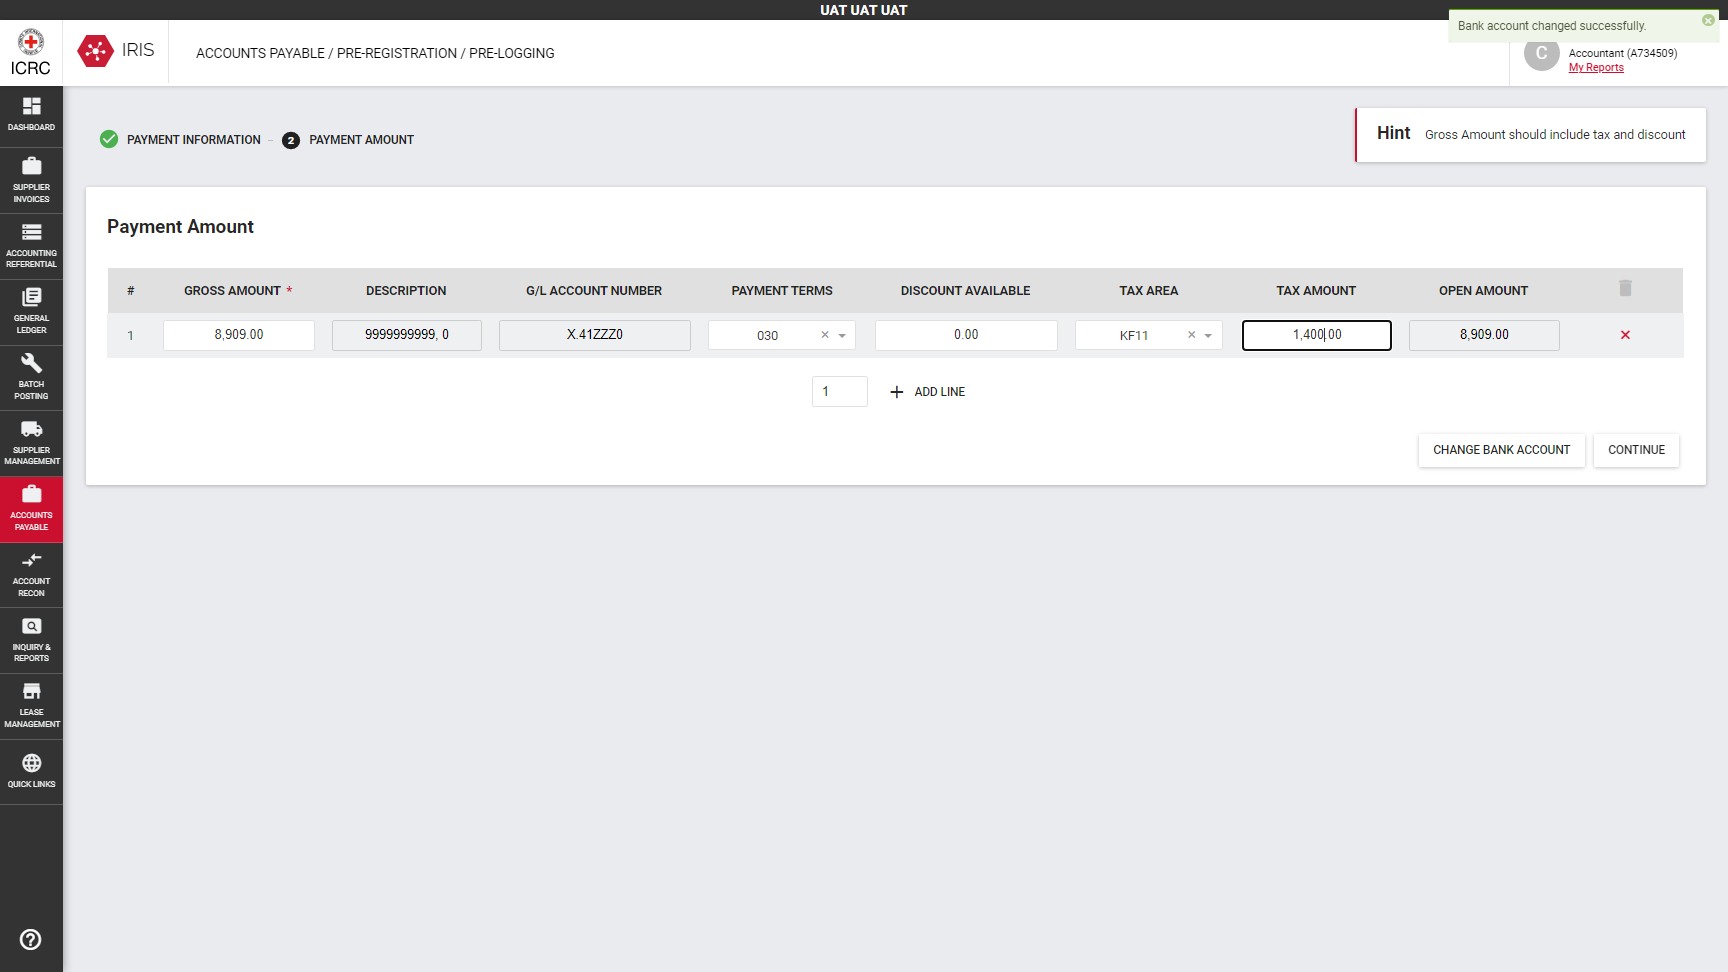 UAT UAT UAT
ICRC
IRIS
ACCOUNTS PAYABLE / PRE-REGISTRATION / PRE-LOGGING
Bank account changed successfully.
C
Accountant (A734509)
My Reports
DASHBOARD
SUPPLIER
INVOICES
ACCOUNTING
REFERENTIAL
GENERAL
LEDGER
BATCH
POSTING
SUPPLIER
MANAGEMENT
ACCOUNTS
PAYABLE
ACCOUNT
RECON
INQUIRY &
REPORTS
LEASE
MANAGEMENT
QUICK LINKS
PAYMENT INFORMATION – 2 PAYMENT AMOUNT
Hint Gross Amount should include tax and discount
Payment Amount
# GROSS AMOUNT * DESCRIPTION G/L ACCOUNT NUMBER PAYMENT TERMS DISCOUNT AVAILABLE TAX AREA TAX AMOUNT OPEN AMOUNT
1 8,909.00 9999999999, 0 X.41ZZZ0 030 × 0.00 KF11 × 1,400.00 8,909.00 ×
1 + ADD LINE
CHANGE BANK ACCOUNT CONTINUE